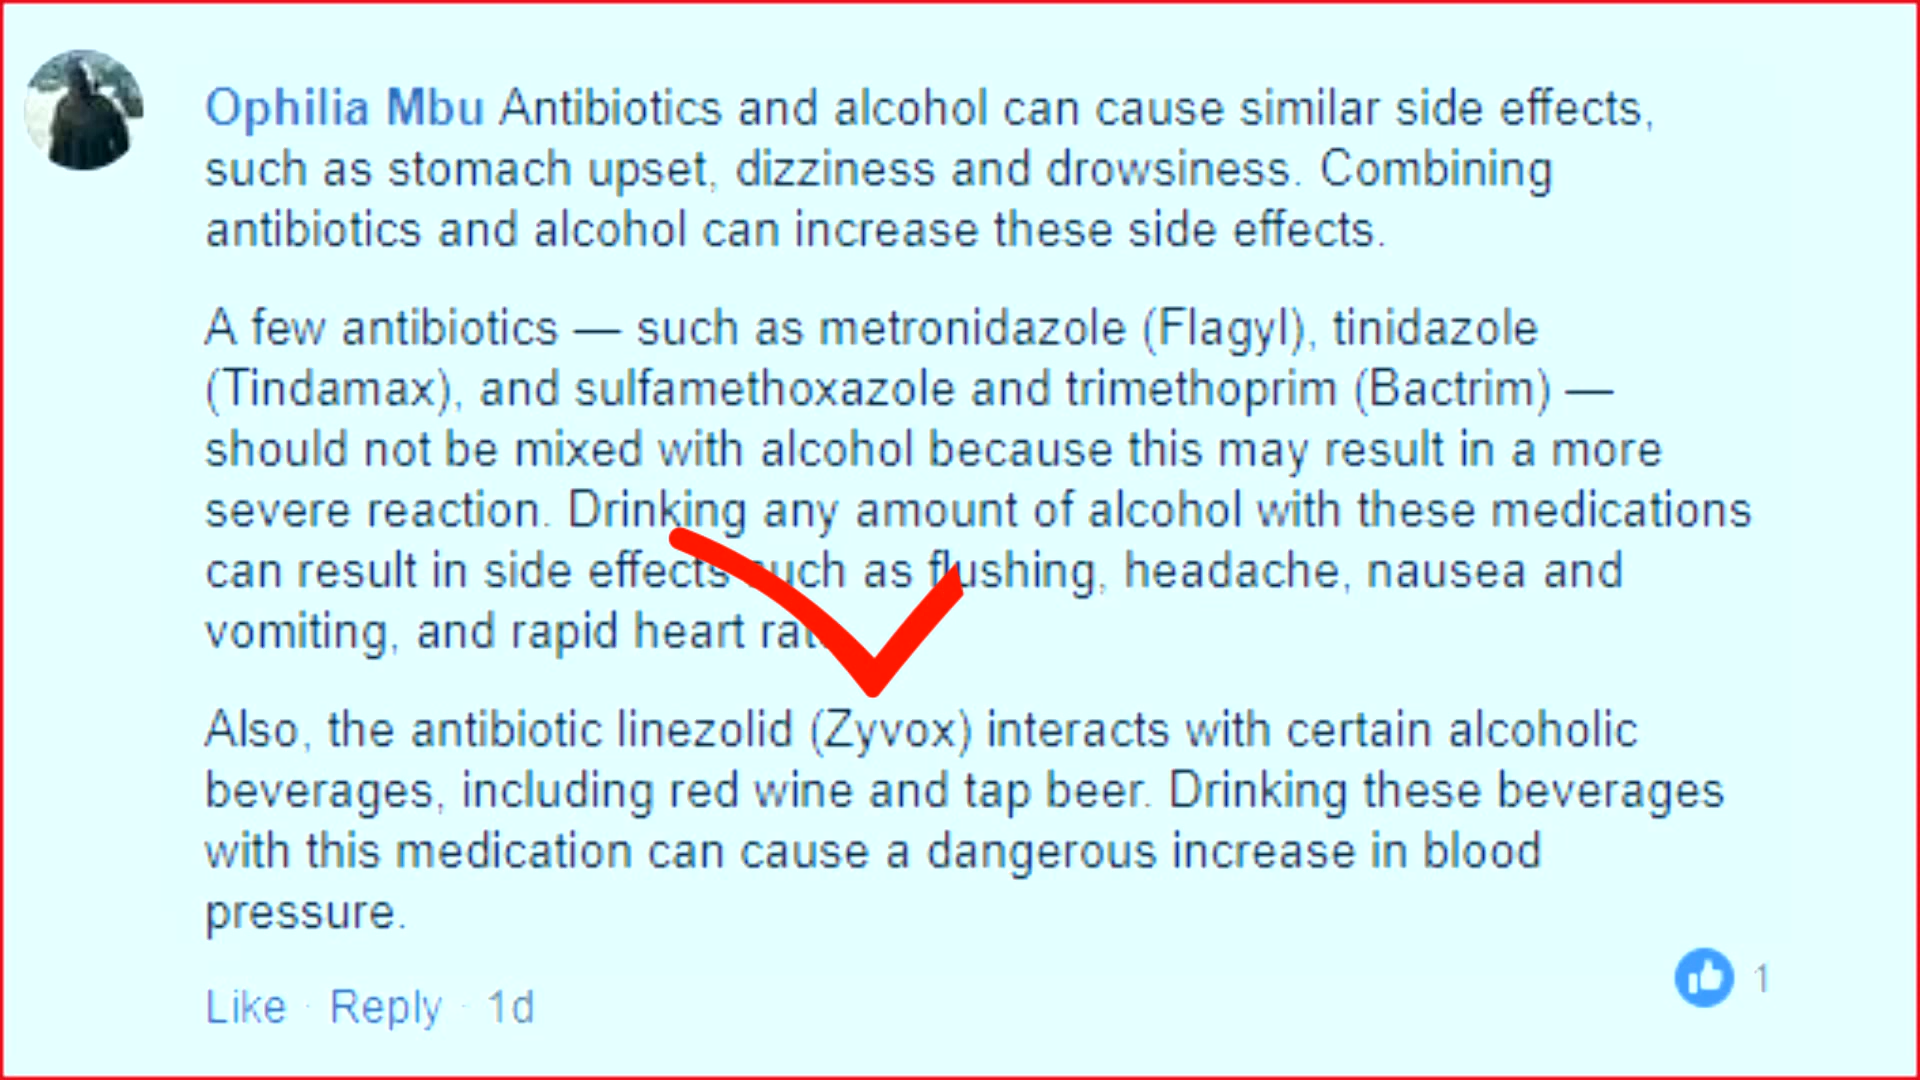 Ophilia Mbu Antibiotics and alcohol can cause similar side effects,
such as stomach upset, dizziness and drowsiness. Combining
antibiotics and alcohol can increase these side effects.
A few antibiotics — such as metronidazole (Flagyl), tinidazole
(Tindamax), and sulfamethoxazole and trimethoprim (Bactrim) —
should not be mixed with alcohol because this may result in a more
severe reaction. Drinking any amount of alcohol with these medications
can result in side effects such as flushing, headache, nausea and
vomiting, and rapid heart rate.
Also, the antibiotic linezolid (Zyvox) interacts with certain alcoholic
beverages, including red wine and tap beer. Drinking these beverages
with this medication can cause a dangerous increase in blood
pressure.
Like · Reply · 1d
1